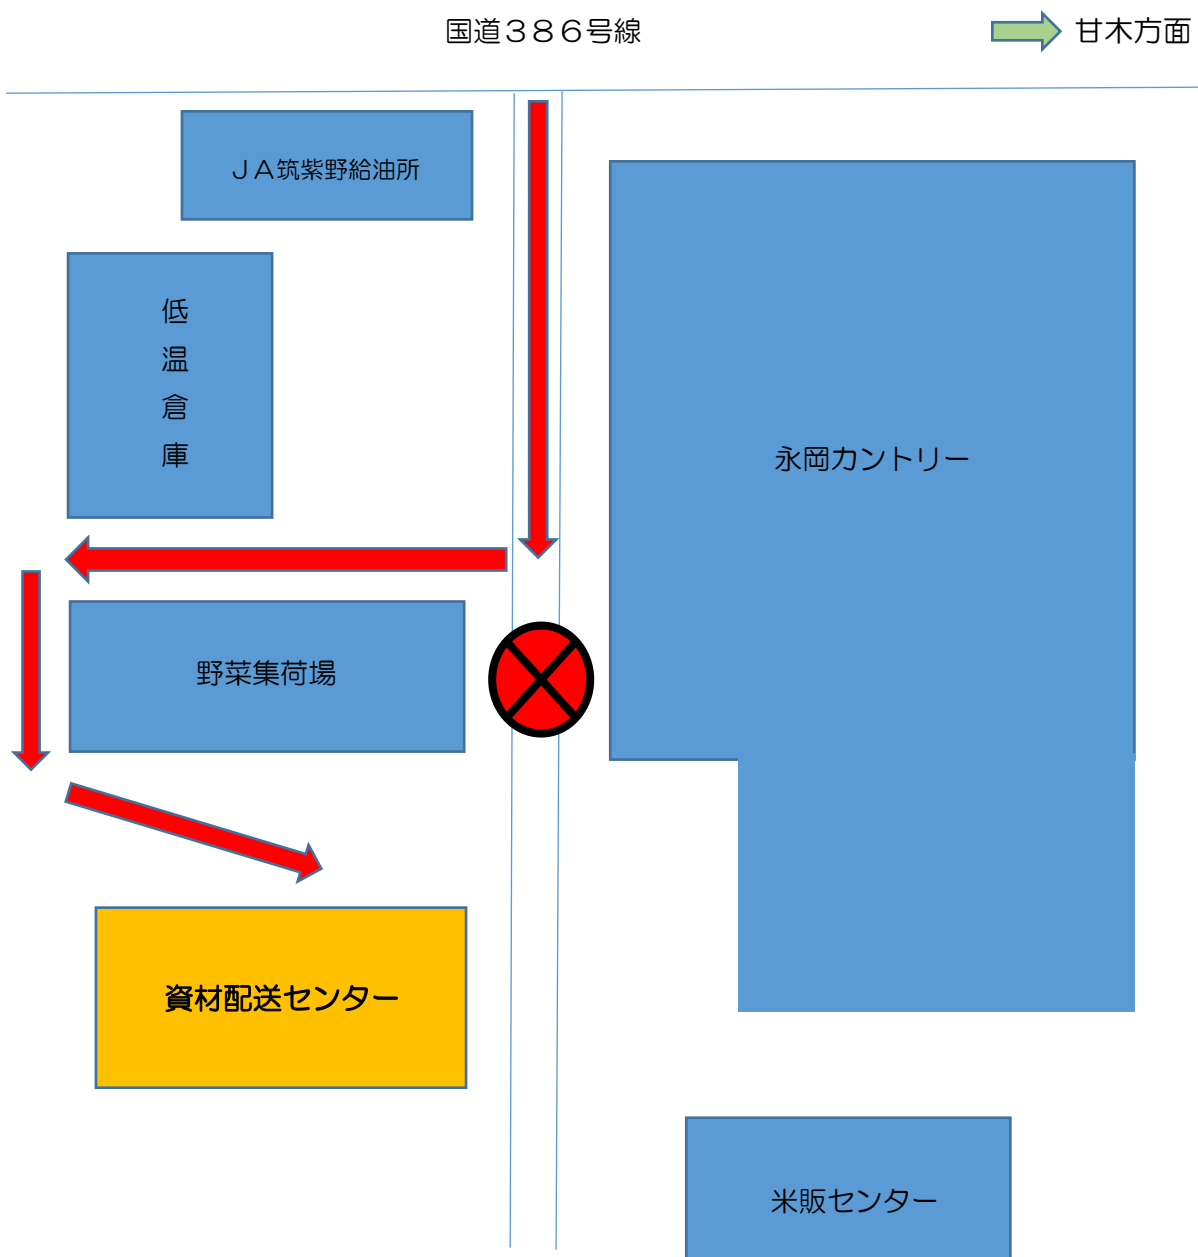 国道３８６号線
甘木方面
ＪＡ筑紫野給油所
低
温
倉
庫
永岡カントリー
野菜集荷場
資材配送センター
米販センター